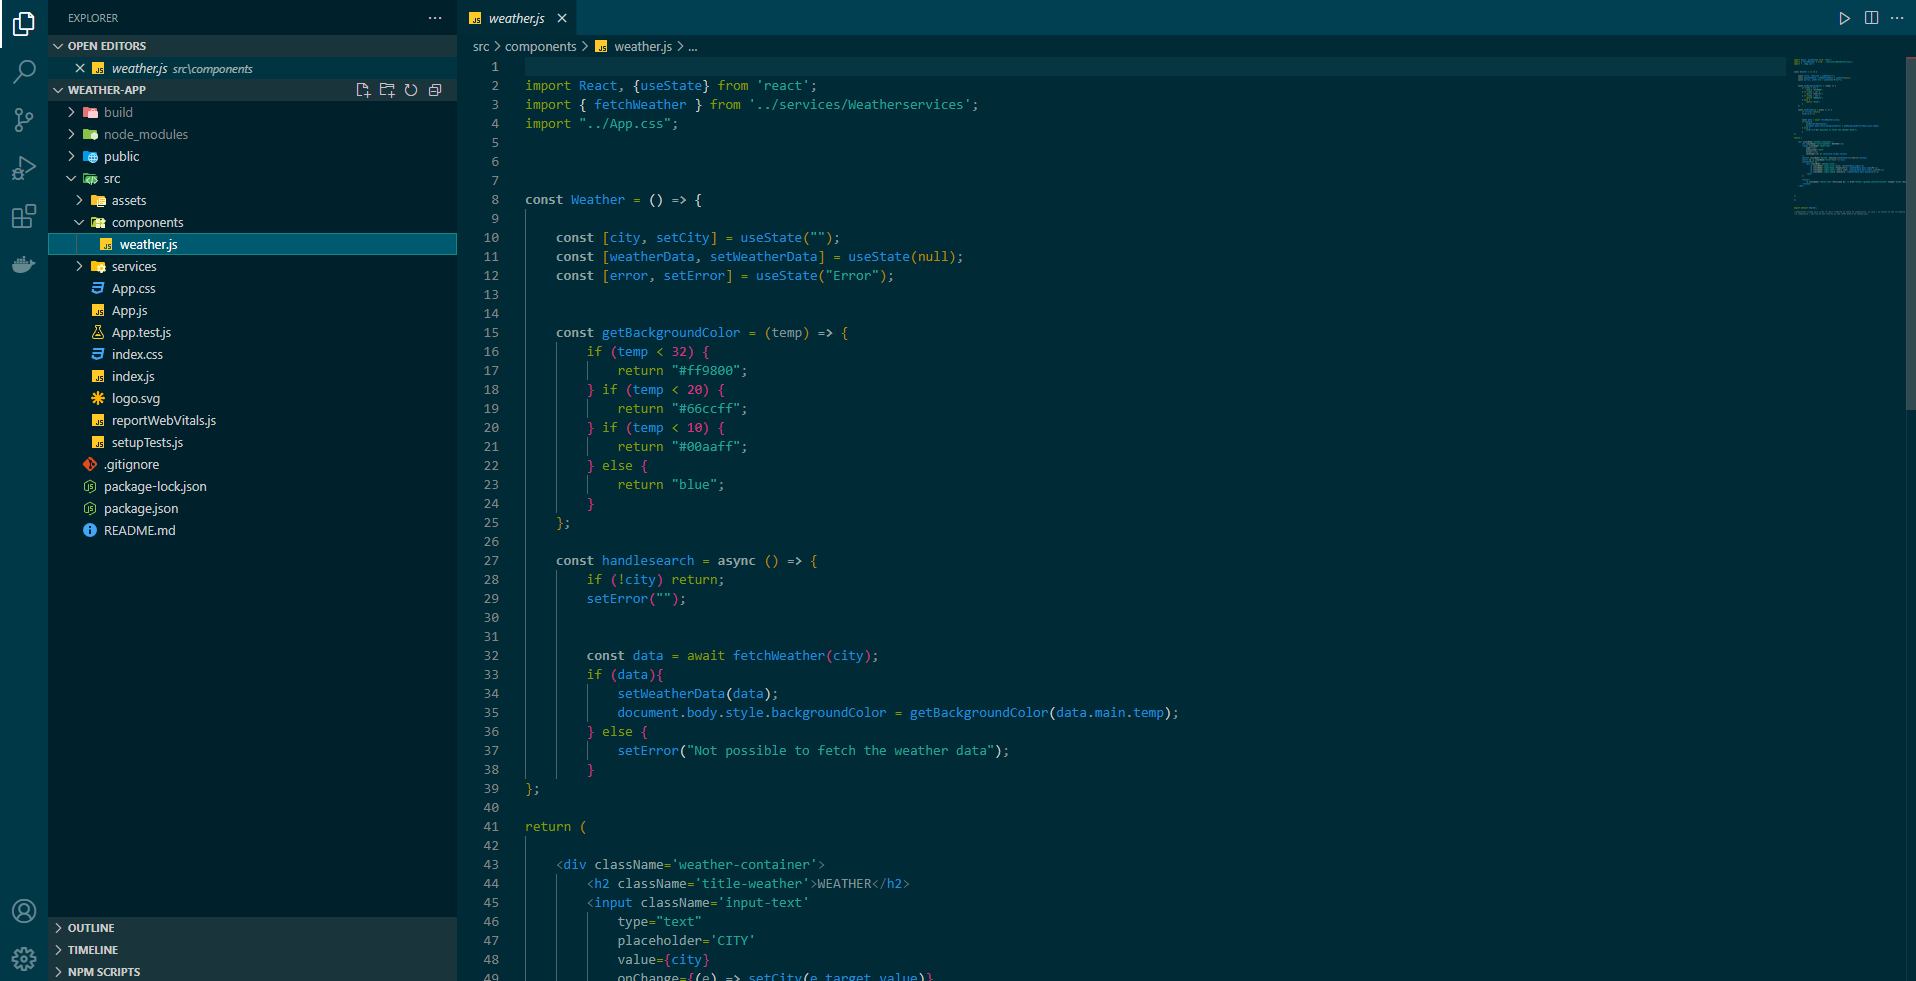 EXPLORER
OPEN EDITORS
weather.js src\components
WEATHER-APP
build
node_modules
public
src
assets
components
weather.js
services
App.css
App.js
App.test.js
index.css
index.js
logo.svg
reportWebVitals.js
setupTests.js
.gitignore
package-lock.json
package.json
README.md
OUTLINE
TIMELINE
NPM SCRIPTS
weather.js
src > components > weather.js > ...
1
2 import React, {useState} from 'react';
3 import { fetchWeather } from '../services/Weatherservices';
4 import "../App.css";
5
6
7
8 const Weather = () => {
9
10 const [city, setCity] = useState("");
11 const [weatherData, setWeatherData] = useState(null);
12 const [error, setError] = useState("Error");
13
14
15 const getBackgroundColor = (temp) => {
16 if (temp < 32) {
17 return "#ff9800";
18 } if (temp < 20) {
19 return "#66ccff";
20 } if (temp < 10) {
21 return "#00aaff";
22 } else {
23 return "blue";
24 }
25 };
26
27 const handlesearch = async () => {
28 if (!city) return;
29 setError("");
30
31
32 const data = await fetchWeather(city);
33 if (data){
34 setWeatherData(data);
35 document.body.style.backgroundColor = getBackgroundColor(data.main.temp);
36 } else {
37 setError("Not possible to fetch the weather data");
38 }
39 };
40
41 return (
42
43 <div className='weather-container'>
44 <h2 className='title-weather'>WEATHER</h2>
45 <input className='input-text'
46 type="text"
47 placeholder='CITY'
48 value={city}
49 onChange={(e) => setCity(e.target.value)}